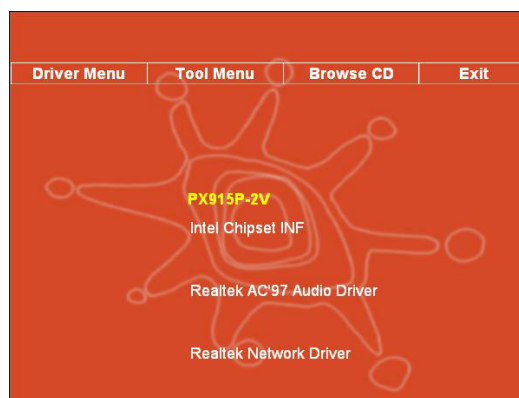 Driver Menu Tool Menu Browse CD Exit
PX915P-2V
Intel Chipset INF
Realtek AC'97 Audio Driver
Realtek Network Driver